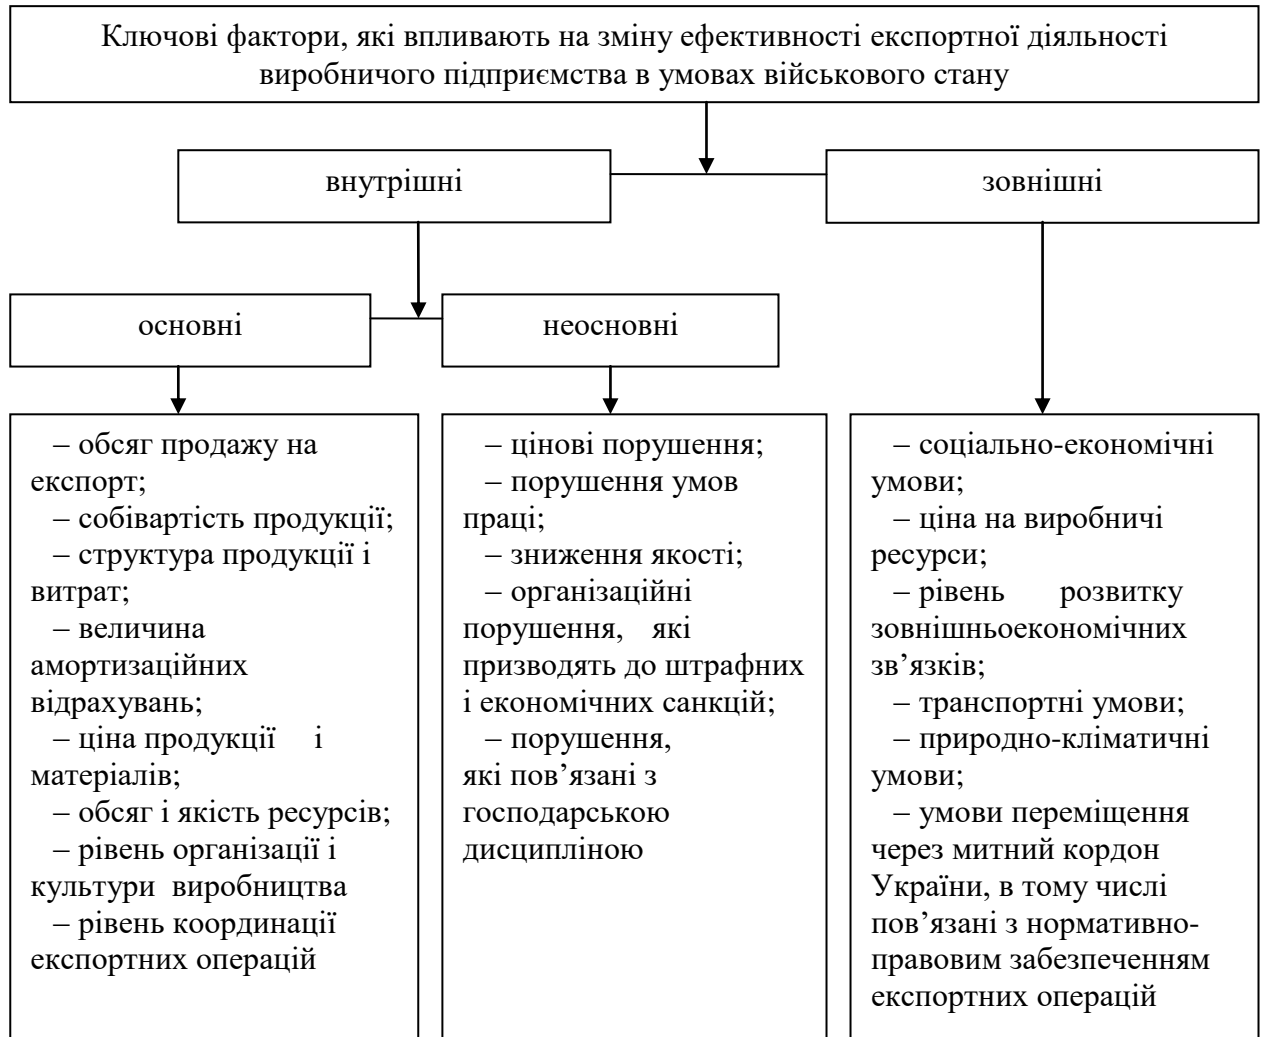 Ключові фактори, які впливають на зміну ефективності експортної діяльності
виробничого підприємства в умовах військового стану
внутрішні
зовнішні
основні
неосновні
– обсяг продажу на
експорт;
– собівартість продукції;
– структура продукції і
витрат;
– величина
амортизаційних
відрахувань;
– ціна продукції і
матеріалів;
– обсяг і якість ресурсів;
– рівень організації і
культури виробництва
– рівень координації
експортних операцій
– цінові порушення;
– порушення умов
праці;
– зниження якості;
– організаційні
порушення, які
призводять до штрафних
і економічних санкцій;
– порушення,
які пов’язані з
господарською
дисципліною
– соціально-економічні
умови;
– ціна на виробничі
ресурси;
– рівень розвитку
зовнішньоекономічних
зв’язків;
– транспортні умови;
– природно-кліматичні
умови;
– умови переміщення
через митний кордон
України, в тому числі
пов’язані з нормативно-
правовим забезпеченням
експортних операцій